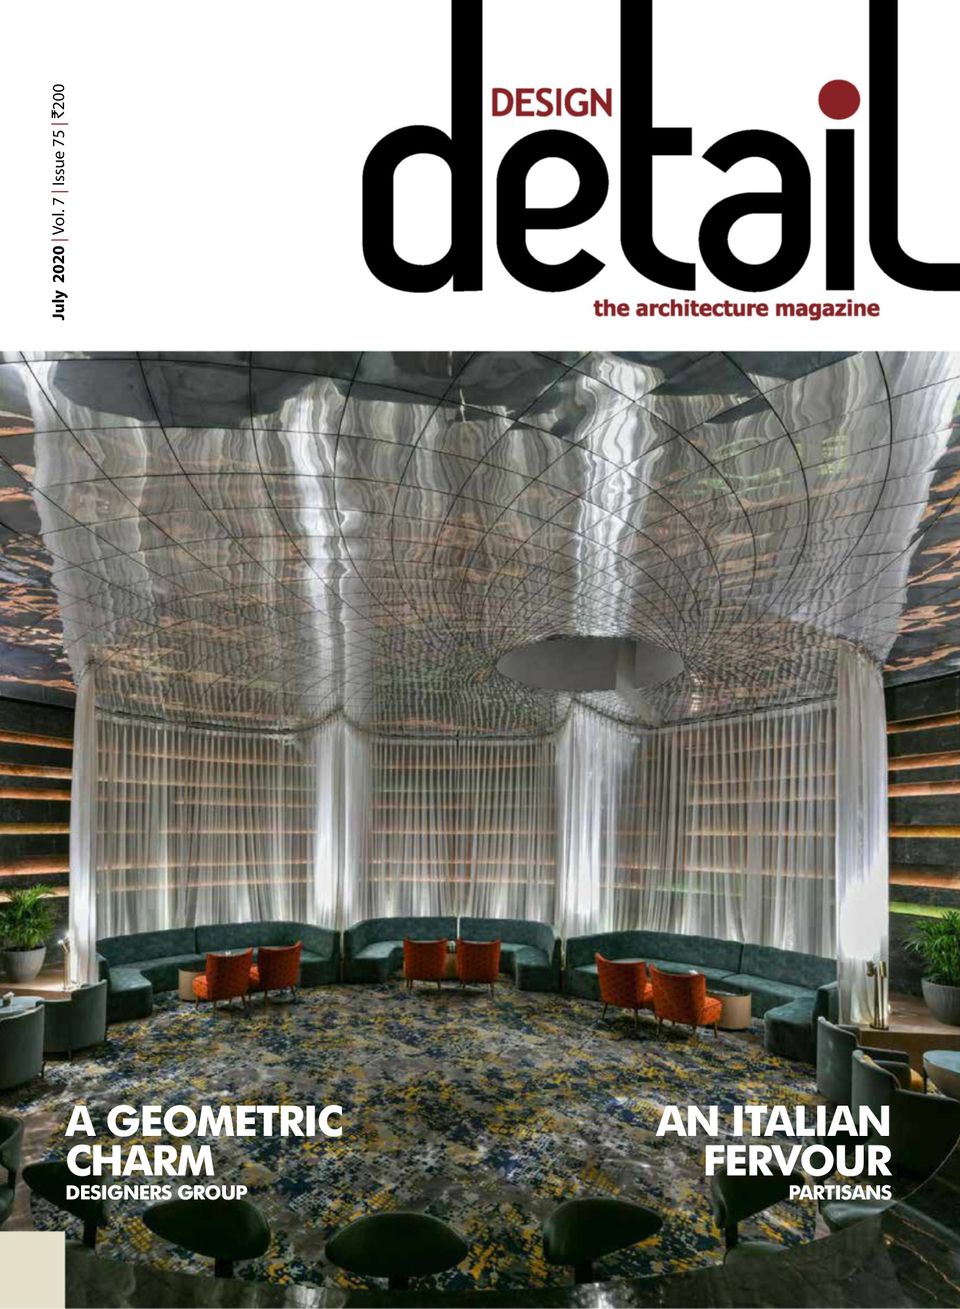 July 2020 | Vol. 7 | Issue 75 | ₹200
DESIGN
detail
the architecture magazine
A GEOMETRIC
CHARM
DESIGNERS GROUP
AN ITALIAN
FERVOUR
PARTISANS